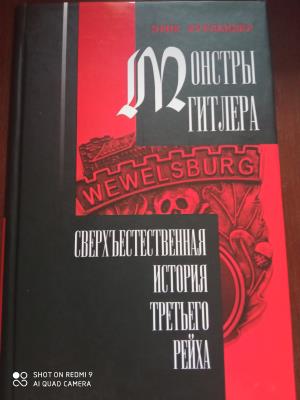 ЭРИК КУРЛАНДЕР
МОНСТРЫ
ГИТЛЕРА
WEWELSBURG
СВЕРХЪЕСТЕСТВЕННАЯ
ИСТОРИЯ
ТРЕТЬЕГО
РЕЙХА
SHOT ON REDMI 9
AI QUAD CAMERA